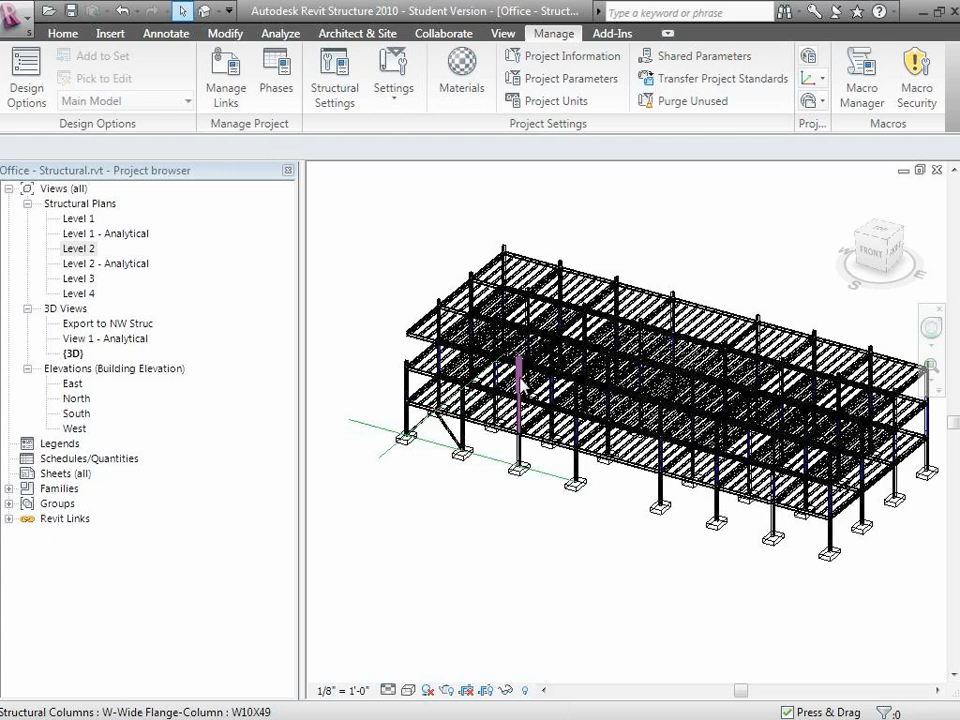 Autodesk Revit Structure 2010 - Student Version - [Office - Struct...
Type a keyword or phrase
Home Insert Annotate Modify Analyze Architect & Site Collaborate View Manage Add-Ins
Design Options
Add to Set
Pick to Edit
Main Model
Manage Links
Phases
Structural Settings
Settings
Materials
Project Information
Project Parameters
Project Units
Shared Parameters
Transfer Project Standards
Purge Unused
Macro Manager
Macro Security
Design Options Manage Project Project Settings Proj... Macros
Office - Structural.rvt - Project browser
Views (all)
Structural Plans
Level 1
Level 1 - Analytical
Level 2
Level 2 - Analytical
Level 3
Level 4
3D Views
Export to NW Struc
View 1 - Analytical
{3D}
Elevations (Building Elevation)
East
North
South
West
Legends
Schedules/Quantities
Sheets (all)
Families
Groups
Revit Links
FRONT
W
S
E
1/8" = 1'-0"
Structural Columns : W-Wide Flange-Column : W10X49
Press & Drag
:0